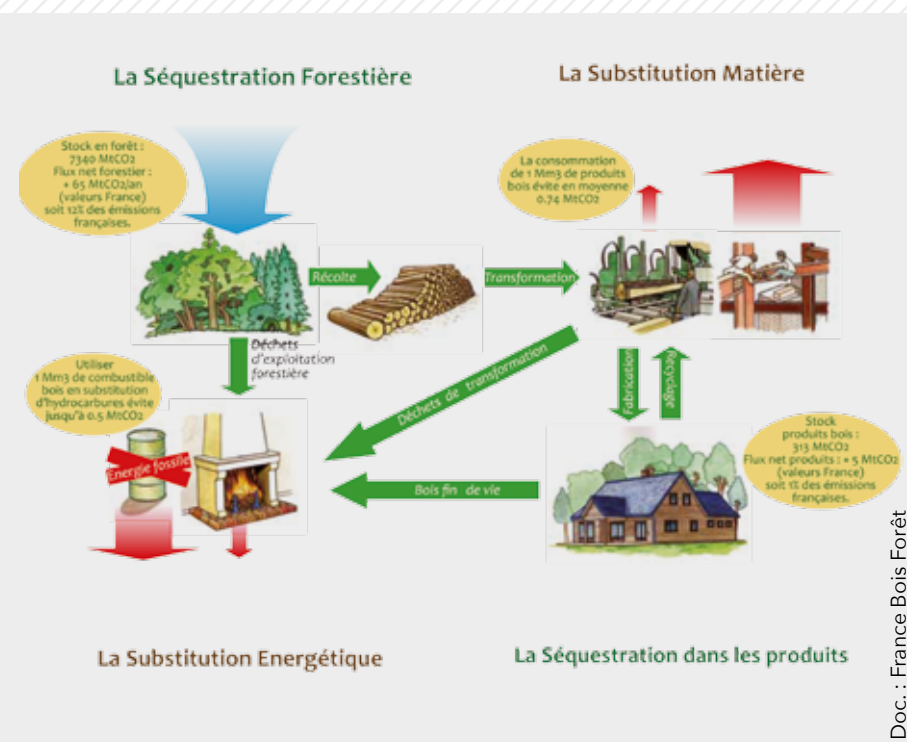 La Séquestration Forestière
La Substitution Matière
Stock en forêt :
7340 MtCO2
Flux net forestier :
+ 65 MtCO2/an
(valeurs France)
soit 12% des émissions
françaises.
La consommation
de 1 Mm3 de produits
bois évite en moyenne
0.74 MtCO2
Récolte
Transformation
Déchets
d'exploitation
forestière
Déchets de transformation
Fabrication
Recyclage
Utiliser
1 Mm3 de combustible
bois en substitution
d'hydrocarbures évite
jusqu'à 0.5 MtCO2
Energie fossile
Bois fin de vie
Stock
produits bois :
313 MtCO2
Flux net produits : + 5 MtCO2
(valeurs France)
soit 1% des émissions
françaises.
La Substitution Energétique
La Séquestration dans les produits
Doc. : France Bois Forêt